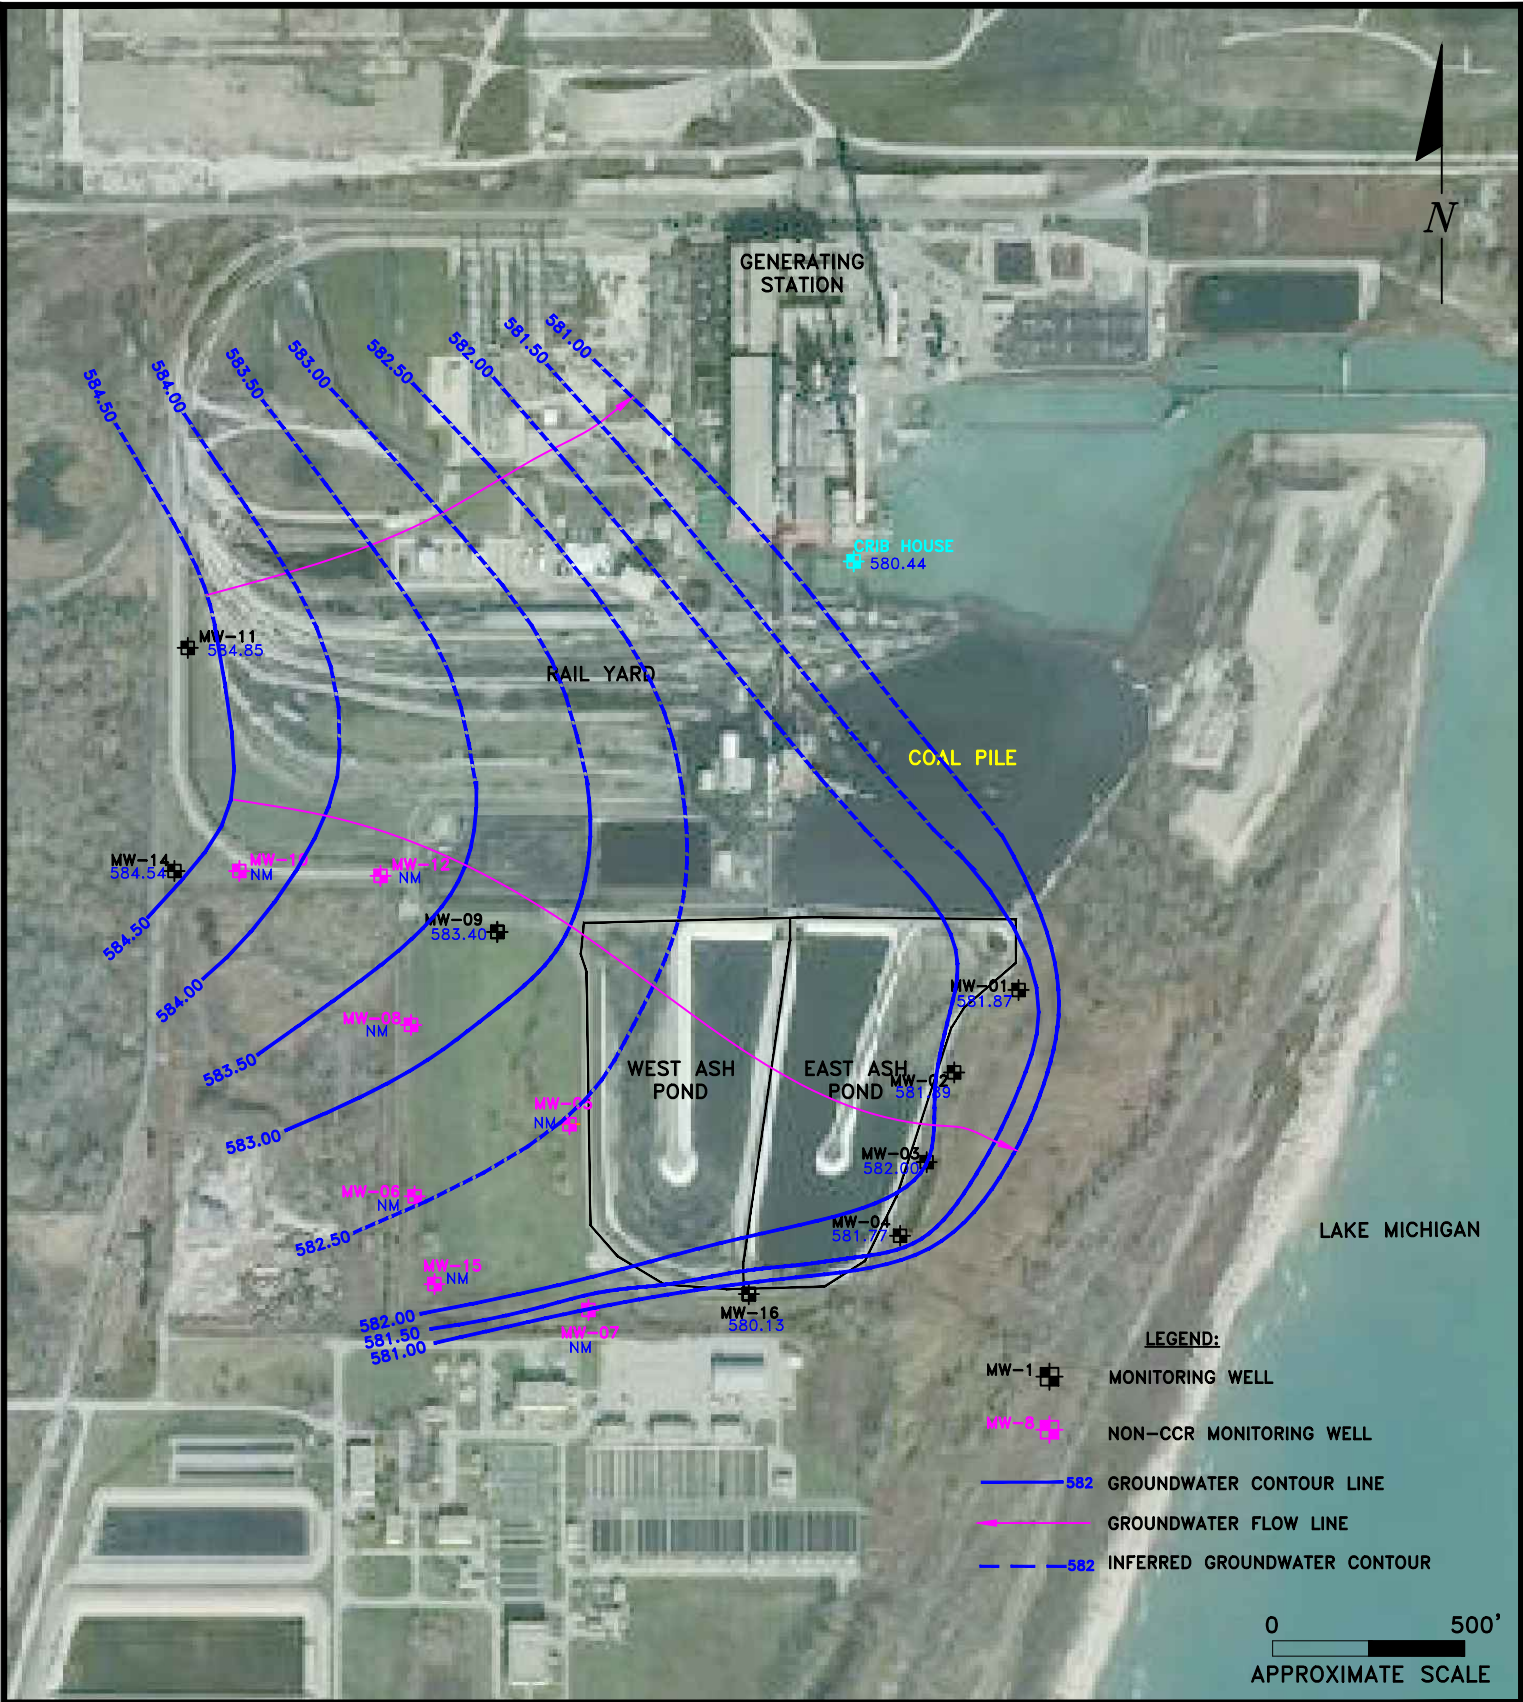 N
GENERATING
STATION
584.50
584.00
583.50
583.00
582.50
582.00
581.50
581.00
CRIB HOUSE
580.44
MW-11
584.85
RAIL YARD
COAL PILE
MW-14
584.54
MW-10
NM
MW-12
NM
MW-09
583.40
584.50
584.00
MW-01
581.87
MW-08
NM
583.50
WEST ASH
POND
EAST ASH
POND
MW-02
581.89
MW-05
NM
583.00
MW-03
582.00
MW-06
NM
582.50
MW-04
581.77
LAKE MICHIGAN
MW-15
NM
582.00
581.50
581.00
MW-07
NM
MW-16
580.13
LEGEND:
MW-1
MONITORING WELL
MW-8
NON-CCR MONITORING WELL
582
GROUNDWATER CONTOUR LINE
GROUNDWATER FLOW LINE
582
INFERRED GROUNDWATER CONTOUR
0 500'
APPROXIMATE SCALE